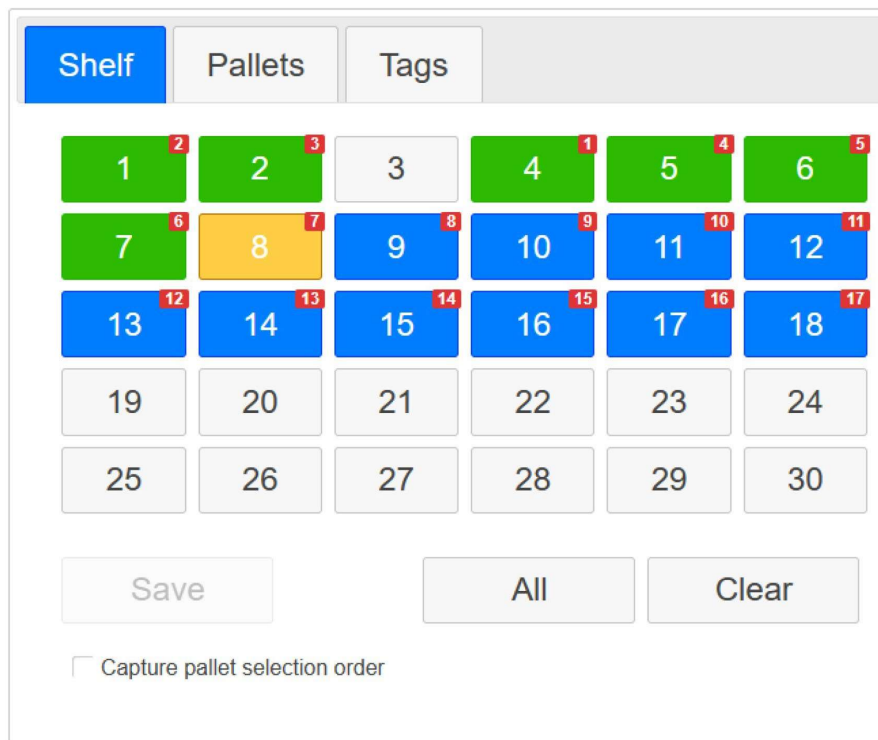 Shelf Pallets Tags
1 2 2 3 3 4 1 5 4 6 5
7 6 8 7 9 8 10 9 11 10 12 11
13 12 14 13 15 14 16 15 17 16 18 17
19 20 21 22 23 24
25 26 27 28 29 30
Save All Clear
Capture pallet selection order